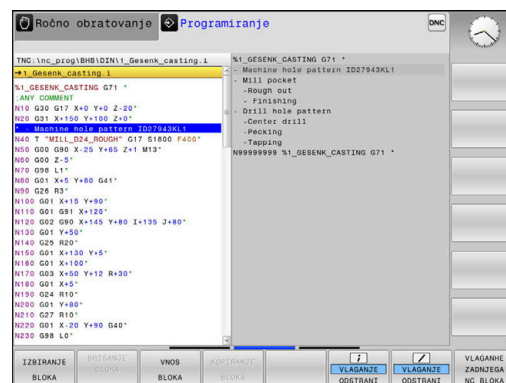 Ročno obratovanje
Programiranje
DNC
TNC:\nc_prog\BHB\DIN\1_Gesenk_casting.i
→1_Gesenk_casting.i
%1_GESENK_CASTING G71 *
;ANY COMMENT
N10 G30 G17 X+0 Y+0 Z-20*
N20 G31 X+150 Y+100 Z+0*
* - Machine hole pattern ID27943KL1
N40 T "MILL_D24_ROUGH" G17 S1800 F400*
N50 G00 G90 X-25 Y+65 Z+1 M13*
N60 G00 Z-5*
N70 G98 L1*
N80 G01 X+5 Y+80 G41*
N90 G26 R3*
N100 G01 X+15 Y+90*
N110 G01 G91 X+120*
N120 G02 G90 X+145 Y+80 I+135 J+80*
N130 G01 Y+50*
N140 G25 R20*
N150 G01 X+130 Y+5*
N160 G01 X+100*
N170 G03 X+50 Y+12 R+30*
N180 G01 X+5*
N190 G24 R10*
N200 G01 Y+80*
N210 G27 R10*
N220 G01 X-20 Y+90 G40*
N230 G98 L0*
%1_GESENK_CASTING G71 *
- Machine hole pattern ID27943KL1
- Mill pocket
-Rough out
- Finishing
- Drill hole pattern
-Center drill
-Pecking
-Tapping
N99999999 %1_GESENK_CASTING G71 *
IZBIRANJE
BLOKA
BRISANJE
BLOKA
VNOS
BLOKA
KOPIRANJE
BLOKA
;
VLAGANJE
ODSTRANI
/
VLAGANJE
ODSTRANI
VLAGANHE
ZADNJEGA
NC BLOKA